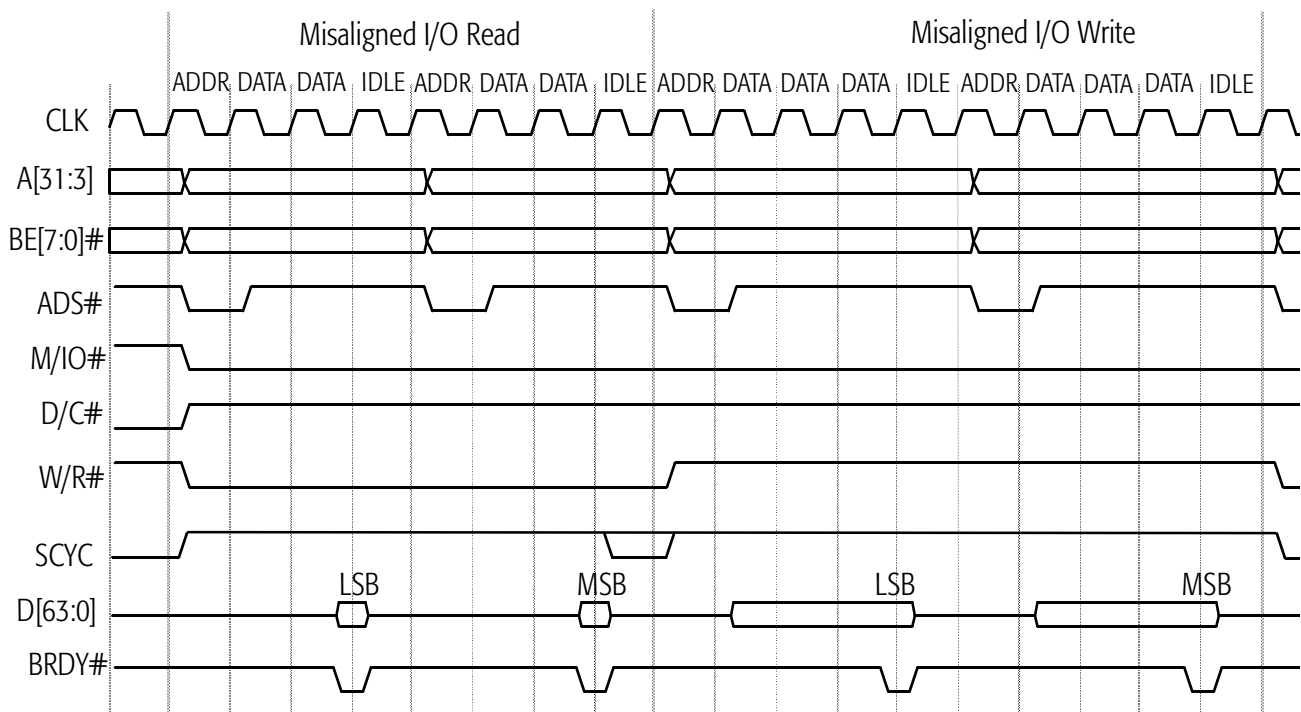 Misaligned I/O Read Misaligned I/O Write
ADDR DATA DATA IDLE ADDR DATA DATA IDLE ADDR DATA DATA DATA IDLE ADDR DATA DATA DATA IDLE
CLK
A[31:3]
BE[7:0]#
ADS#
M/IO#
D/C#
W/R#
SCYC
LSB MSB LSB MSB
D[63:0]
BRDY#